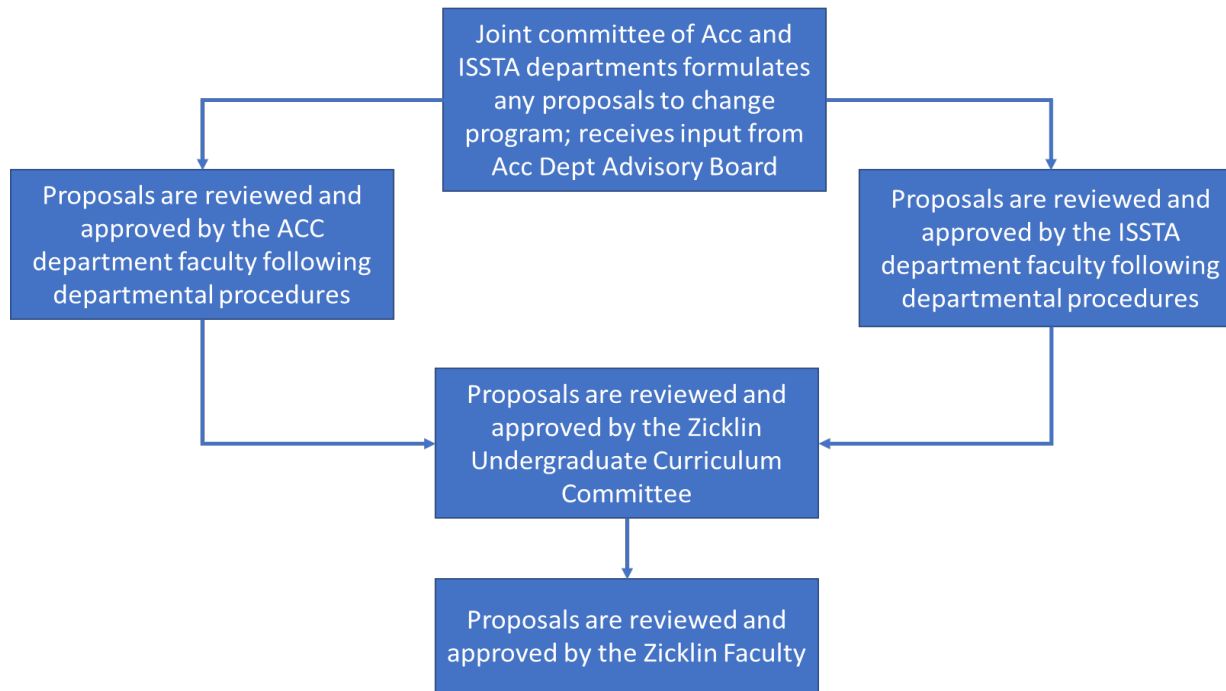 Joint committee of Acc and
ISSTA departments formulates
any proposals to change
program; receives input from
Acc Dept Advisory Board
Proposals are reviewed and
approved by the ACC
department faculty following
departmental procedures
Proposals are reviewed and
approved by the ISSTA
department faculty following
departmental procedures
Proposals are reviewed and
approved by the Zicklin
Undergraduate Curriculum
Committee
Proposals are reviewed and
approved by the Zicklin Faculty